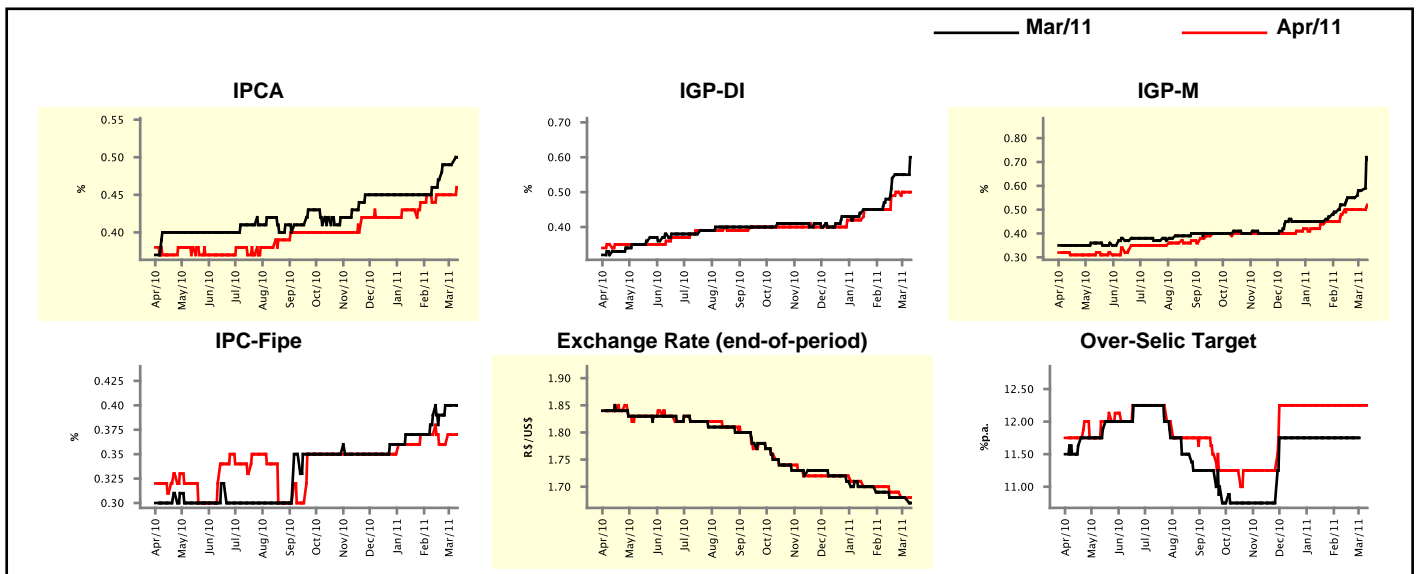 Mar/11 Apr/11
IPCA
0.55
0.50
0.45
0.40
%
Apr/10 May/10 Jun/10 Jul/10 Aug/10 Sep/10 Oct/10 Nov/10 Dec/10 Jan/11 Feb/11 Mar/11
IGP-DI
0.70
0.60
0.50
0.40
%
Apr/10 May/10 Jun/10 Jul/10 Aug/10 Sep/10 Oct/10 Nov/10 Dec/10 Jan/11 Feb/11 Mar/11
IGP-M
0.80
0.70
0.60
0.50
0.40
0.30
%
Apr/10 May/10 Jun/10 Jul/10 Aug/10 Sep/10 Oct/10 Nov/10 Dec/10 Jan/11 Feb/11 Mar/11
IPC-Fipe
0.425
0.40
0.375
0.35
0.325
0.30
%
Apr/10 May/10 Jun/10 Jul/10 Aug/10 Sep/10 Oct/10 Nov/10 Dec/10 Jan/11 Feb/11 Mar/11
Exchange Rate (end-of-period)
1.90
1.85
1.80
1.75
1.70
R$/US$
Apr/10 May/10 Jun/10 Jul/10 Aug/10 Sep/10 Oct/10 Nov/10 Dec/10 Jan/11 Feb/11 Mar/11
Over-Selic Target
12.50
12.00
11.50
11.00
%p.a.
Apr/10 May/10 Jun/10 Jul/10 Aug/10 Sep/10 Oct/10 Nov/10 Dec/10 Jan/11 Feb/11 Mar/11